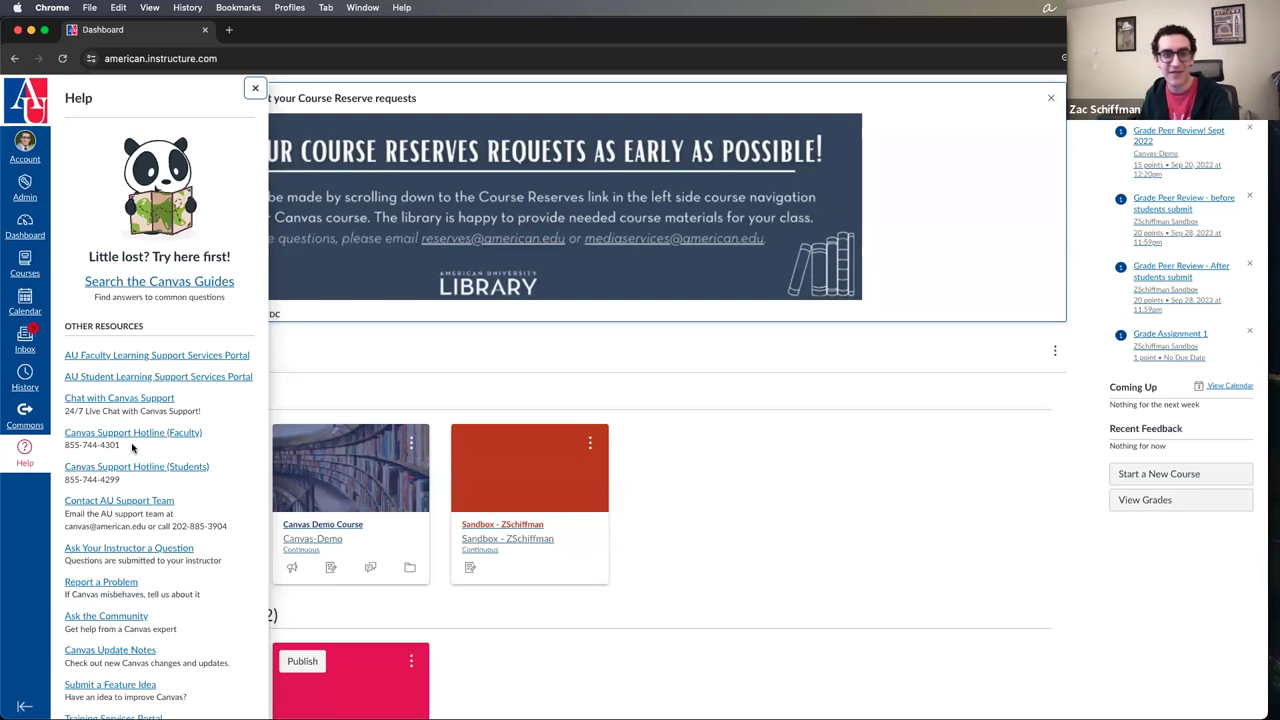 Chrome File Edit View History Bookmarks Profiles Tab Window Help
Dashboard
american.instructure.com
Zac Schiffman
AU
Account
Admin
Dashboard
Courses
Calendar
Inbox
History
Commons
Help
Help
Little lost? Try here first!
Search the Canvas Guides
Find answers to common questions
OTHER RESOURCES
AU Faculty Learning Support Services Portal
AU Student Learning Support Services Portal
Chat with Canvas Support
24/7 Live Chat with Canvas Support!
Canvas Support Hotline (Faculty)
855-744-4301
Canvas Support Hotline (Students)
855-744-4299
Contact AU Support Team
Email the AU support team at
canvas@american.edu or call 202-885-3904
Ask Your Instructor a Question
Questions are submitted to your instructor
Report a Problem
If Canvas misbehaves, tell us about it
Ask the Community
Get help from a Canvas expert
Canvas Update Notes
Check out new Canvas changes and updates.
Submit a Feature Idea
Have an idea to improve Canvas?
Training Services Portal
t your Course Reserve requests
UR COURSE RESERVES REQUESTS AS EARLY AS POSSIBLE!
be made by scrolling down to the Course Reserves link in the left side course navigation
Canvas course. The library is happy to provide needed course materials for your class.
e questions, please email reserves@american.edu or mediaservices@american.edu.
AMERICAN UNIVERSITY
LIBRARY
DC
Canvas Demo Course
Canvas-Demo
Continuous
Sandbox - ZSchiffman
Sandbox - ZSchiffman
Continuous
2)
Publish
1 Grade Peer Review! Sept
2022
Canvas-Demo
15 points • Sep 20, 2022 at
12:20pm
1 Grade Peer Review - before
students submit
ZSchiffman Sandbox
20 points • Sep 28, 2023 at
11:59pm
1 Grade Peer Review - After
students submit
ZSchiffman Sandbox
20 points • Sep 28, 2023 at
11:59pm
1 Grade Assignment 1
ZSchiffman Sandbox
1 point • No Due Date
Coming Up View Calendar
Nothing for the next week
Recent Feedback
Nothing for now
Start a New Course
View Grades